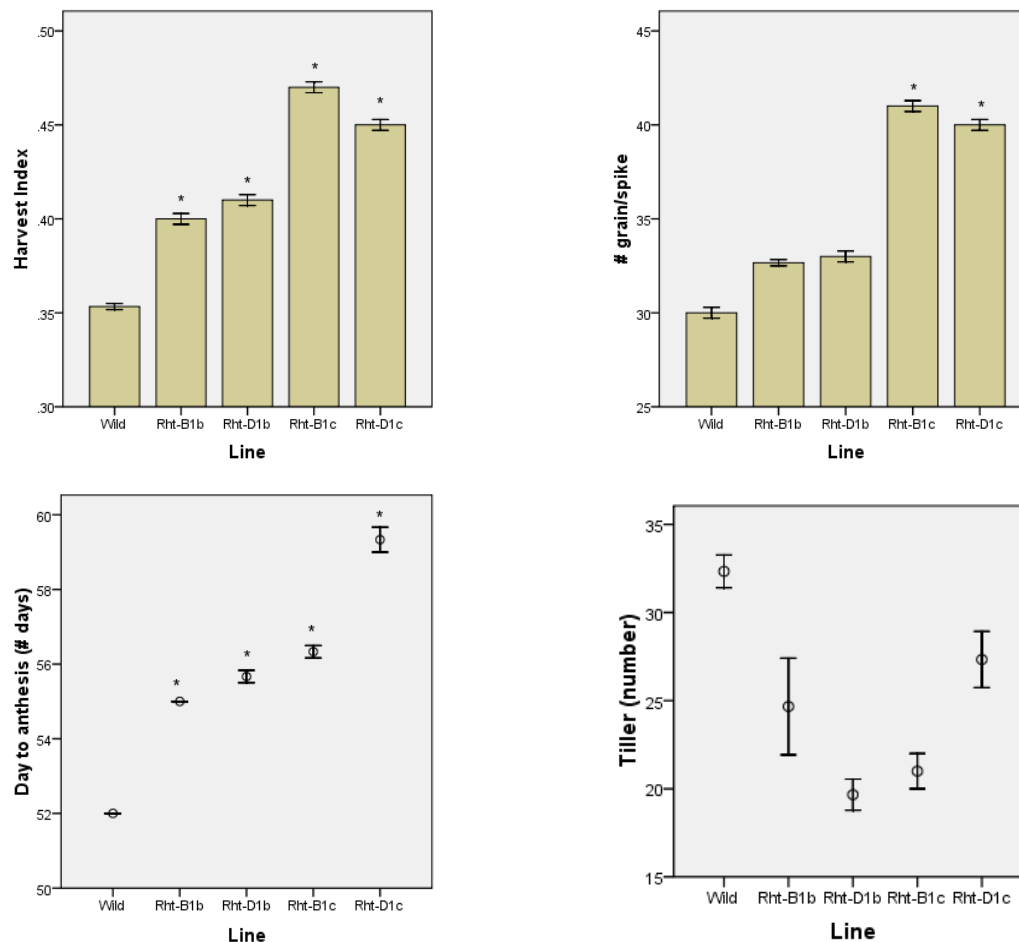 .50
.45
.40
.35
.30
Harvest Index
*
*
*
*
Wild Rht-B1b Rht-D1b Rht-B1c Rht-D1c
Line
45
40
35
30
25
# grain/spike
*
*
Wild Rht-B1b Rht-D1b Rht-B1c Rht-D1c
Line
60
58
56
54
52
50
Day to anthesis (# days)
*
*
*
*
Wild Rht-B1b Rht-D1b Rht-B1c Rht-D1c
Line
35
30
25
20
15
Tiller (number)
Wild Rht-B1b Rht-D1b Rht-B1c Rht-D1c
Line